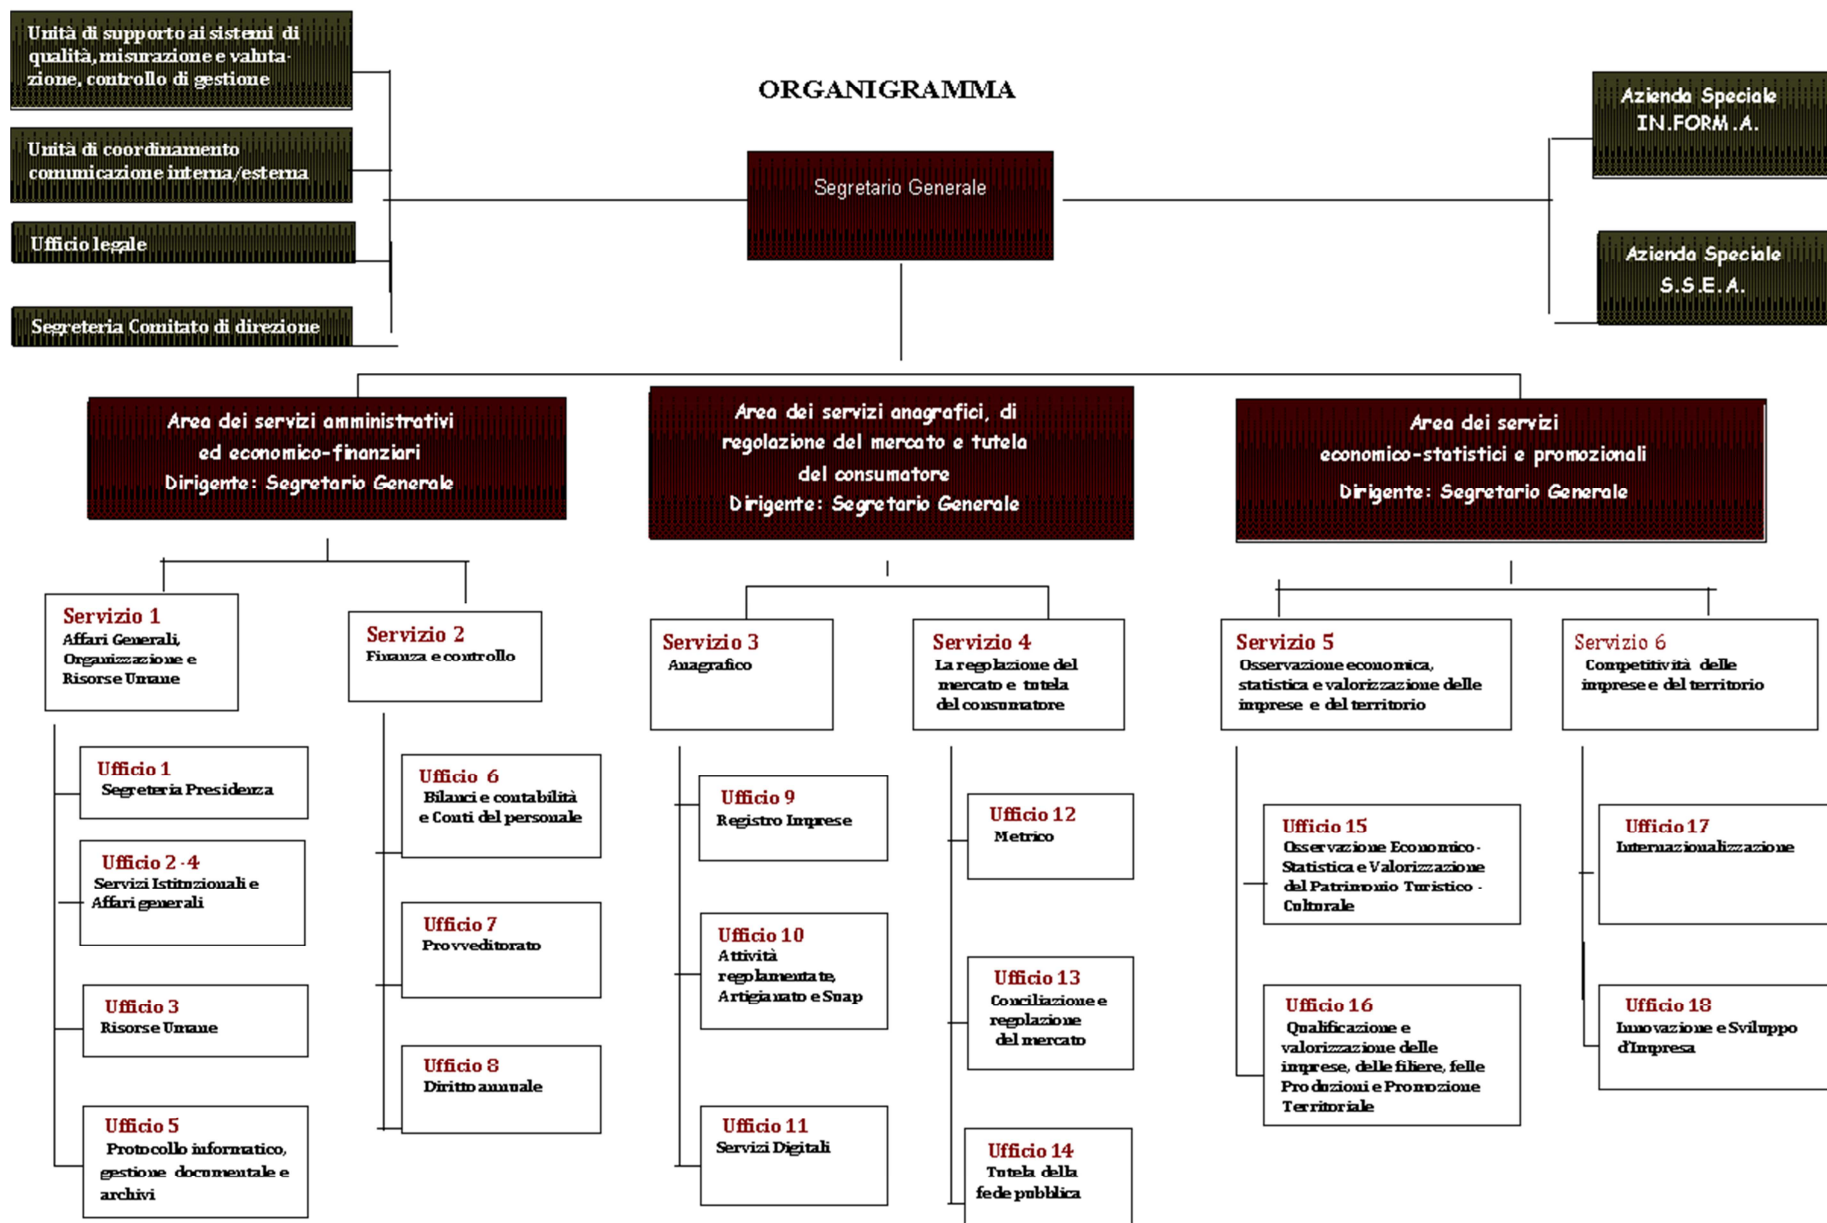 Unità di supporto ai sistemi di
qualità, misurazione e valuta-
zione, controllo di gestione
Unità di coordinamento
comunicazione interna/esterna
Ufficio legale
Segreteria Comitato di direzione
ORGANIGRAMMA
Segretario Generale
Azienda Speciale
IN.FORM.A.
Azienda Speciale
S.S.E.A.
Area dei servizi amministrativi
ed economico-finanziari
Dirigente: Segretario Generale
Area dei servizi anagrafici, di
regolazione del mercato e tutela
del consumatore
Dirigente: Segretario Generale
Area dei servizi
economico-statistici e promozionali
Dirigente: Segretario Generale
Servizio 1
Affari Generali,
Organizzazione e
Risorse Umane
Ufficio 1
Segreteria Presidenza
Ufficio 2-4
Servizi Istituzionali e
Affari generali
Ufficio 3
Risorse Umane
Ufficio 5
Protocollo informatico,
gestione documentale e
archivi
Servizio 2
Finanza e controllo
Ufficio 6
Bilanci e contabilità
e Conti del personale
Ufficio 7
Provveditorato
Ufficio 8
Diritto annuale
Servizio 3
Anagrafico
Ufficio 9
Registro Imprese
Ufficio 10
Attività
regolamentate,
Artigianato e Suap
Ufficio 11
Servizi Digitali
Servizio 4
La regolazione del
mercato e tutela
del consumatore
Ufficio 12
Metrico
Ufficio 13
Conciliazione e
regolazione
del mercato
Ufficio 14
Tutela della
fede pubblica
Servizio 5
Osservazione economica,
statistica e valorizzazione delle
imprese e del territorio
Ufficio 15
Osservazione Economico-
Statistica e Valorizzazione
del Patrimonio Turistico -
Culturale
Ufficio 16
Qualificazione e
valorizzazione delle
imprese, delle filiere, felle
Produzioni e Promozione
Territoriale
Servizio 6
Competitività delle
imprese e del territorio
Ufficio 17
Internazionalizzazione
Ufficio 18
Innovazione e Sviluppo
d'Impresa